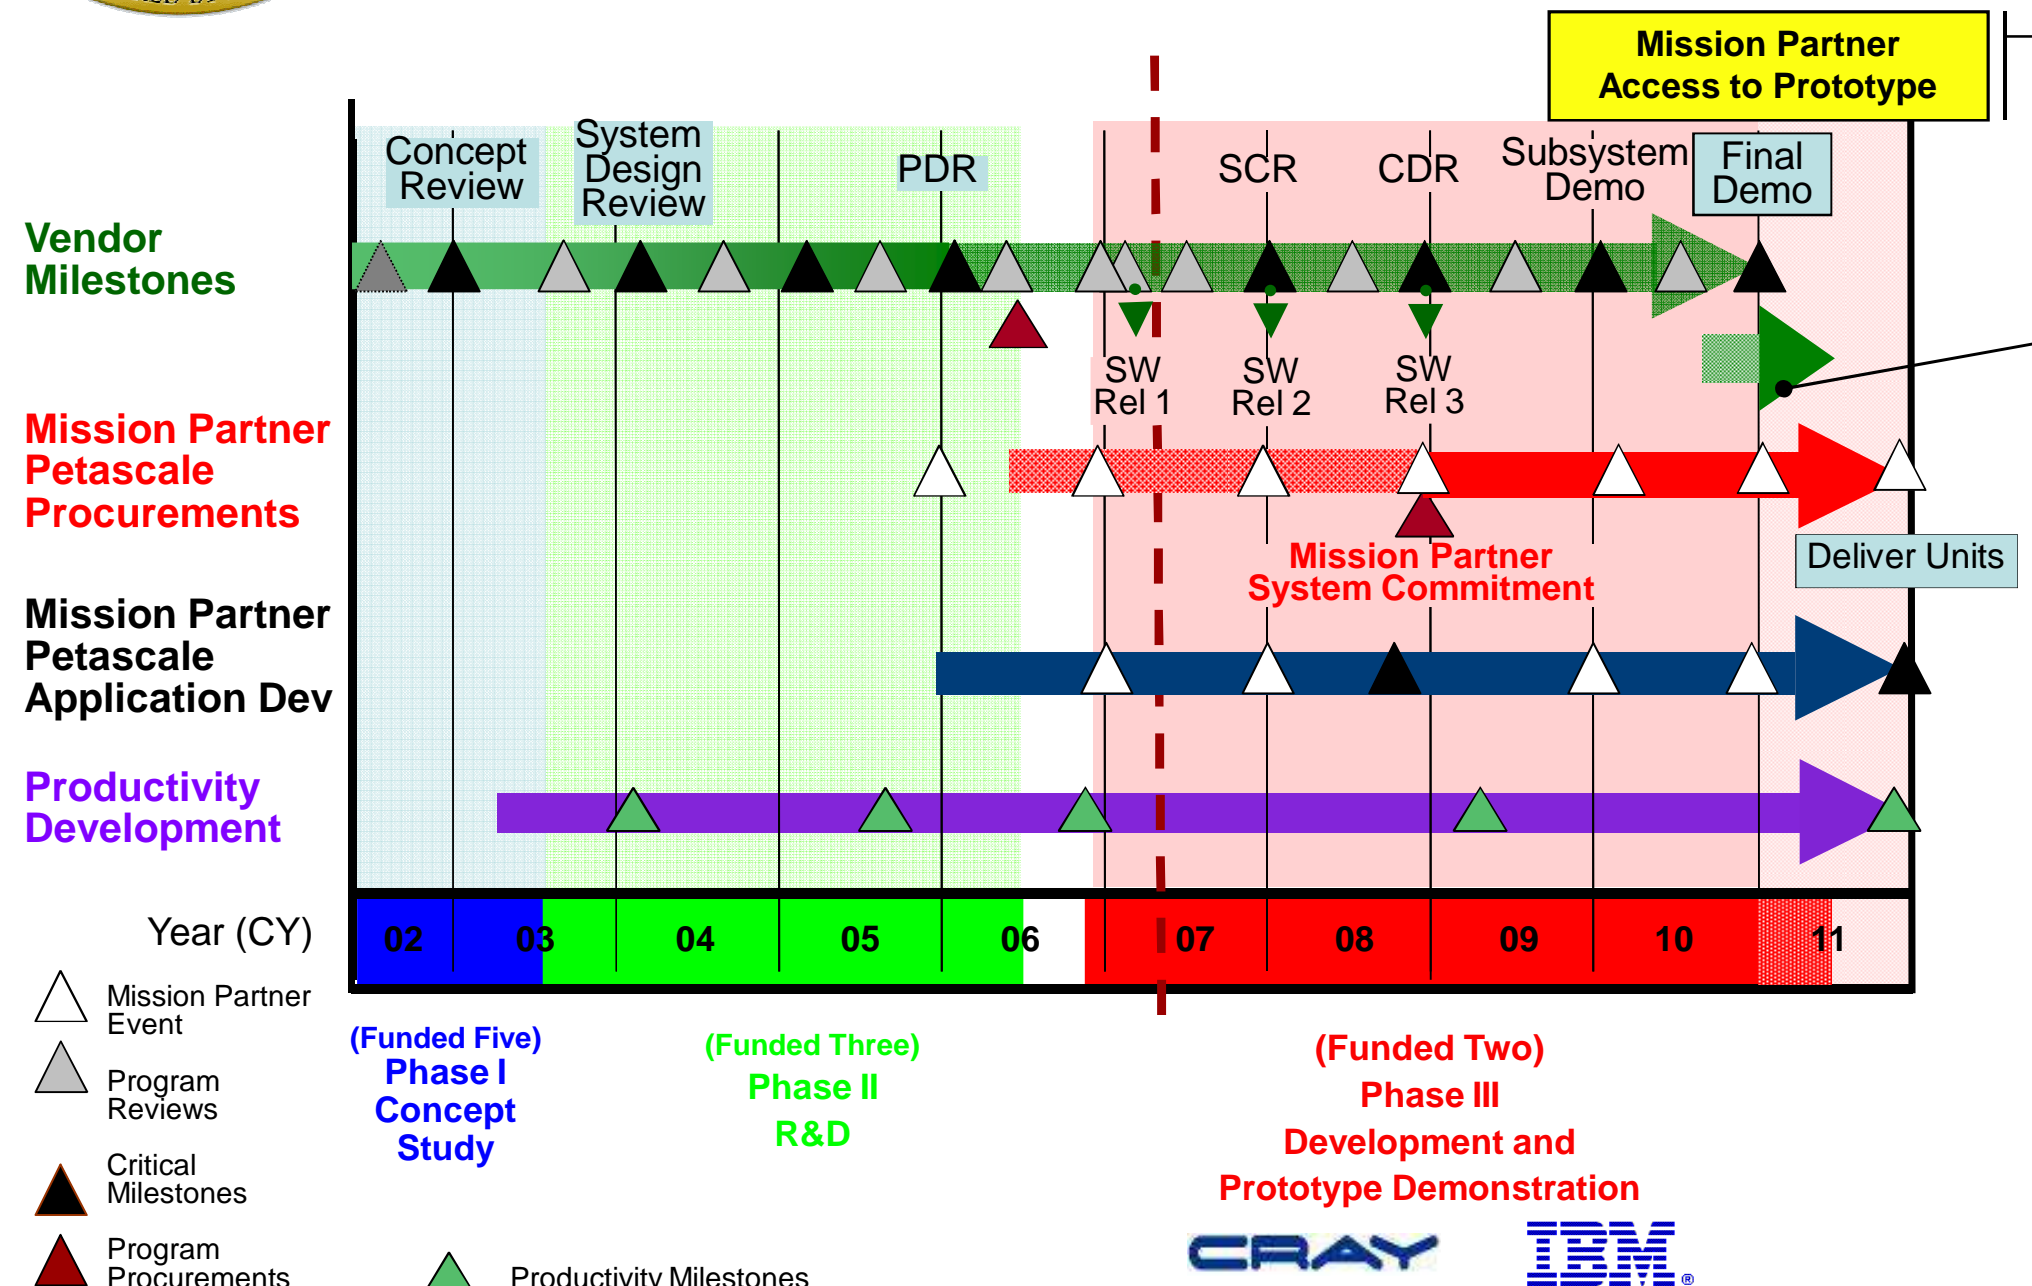 Mission Partner
Access to Prototype
Concept
Review
System
Design
Review
PDR
SCR
CDR
Subsystem
Demo
Final
Demo
Vendor
Milestones
SW
Rel 1
SW
Rel 2
SW
Rel 3
Mission Partner
Petascale
Procurements
Mission Partner
System Commitment
Deliver Units
Mission Partner
Petascale
Application Dev
Productivity
Development
Year (CY)
02 03 04 05 06 07 08 09 10 11
Mission Partner
Event
Program
Reviews
Critical
Milestones
Program
Procurements
Productivity Milestones
(Funded Five)
Phase I
Concept
Study
(Funded Three)
Phase II
R&D
(Funded Two)
Phase III
Development and
Prototype Demonstration
CRAY
IBM®